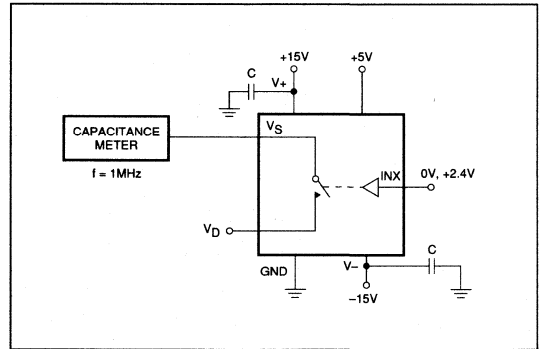 +15V
+5V
C
V+
CAPACITANCE
METER
VS
f = 1MHz
INX
0V, +2.4V
VD
GND
V−
C
−15V